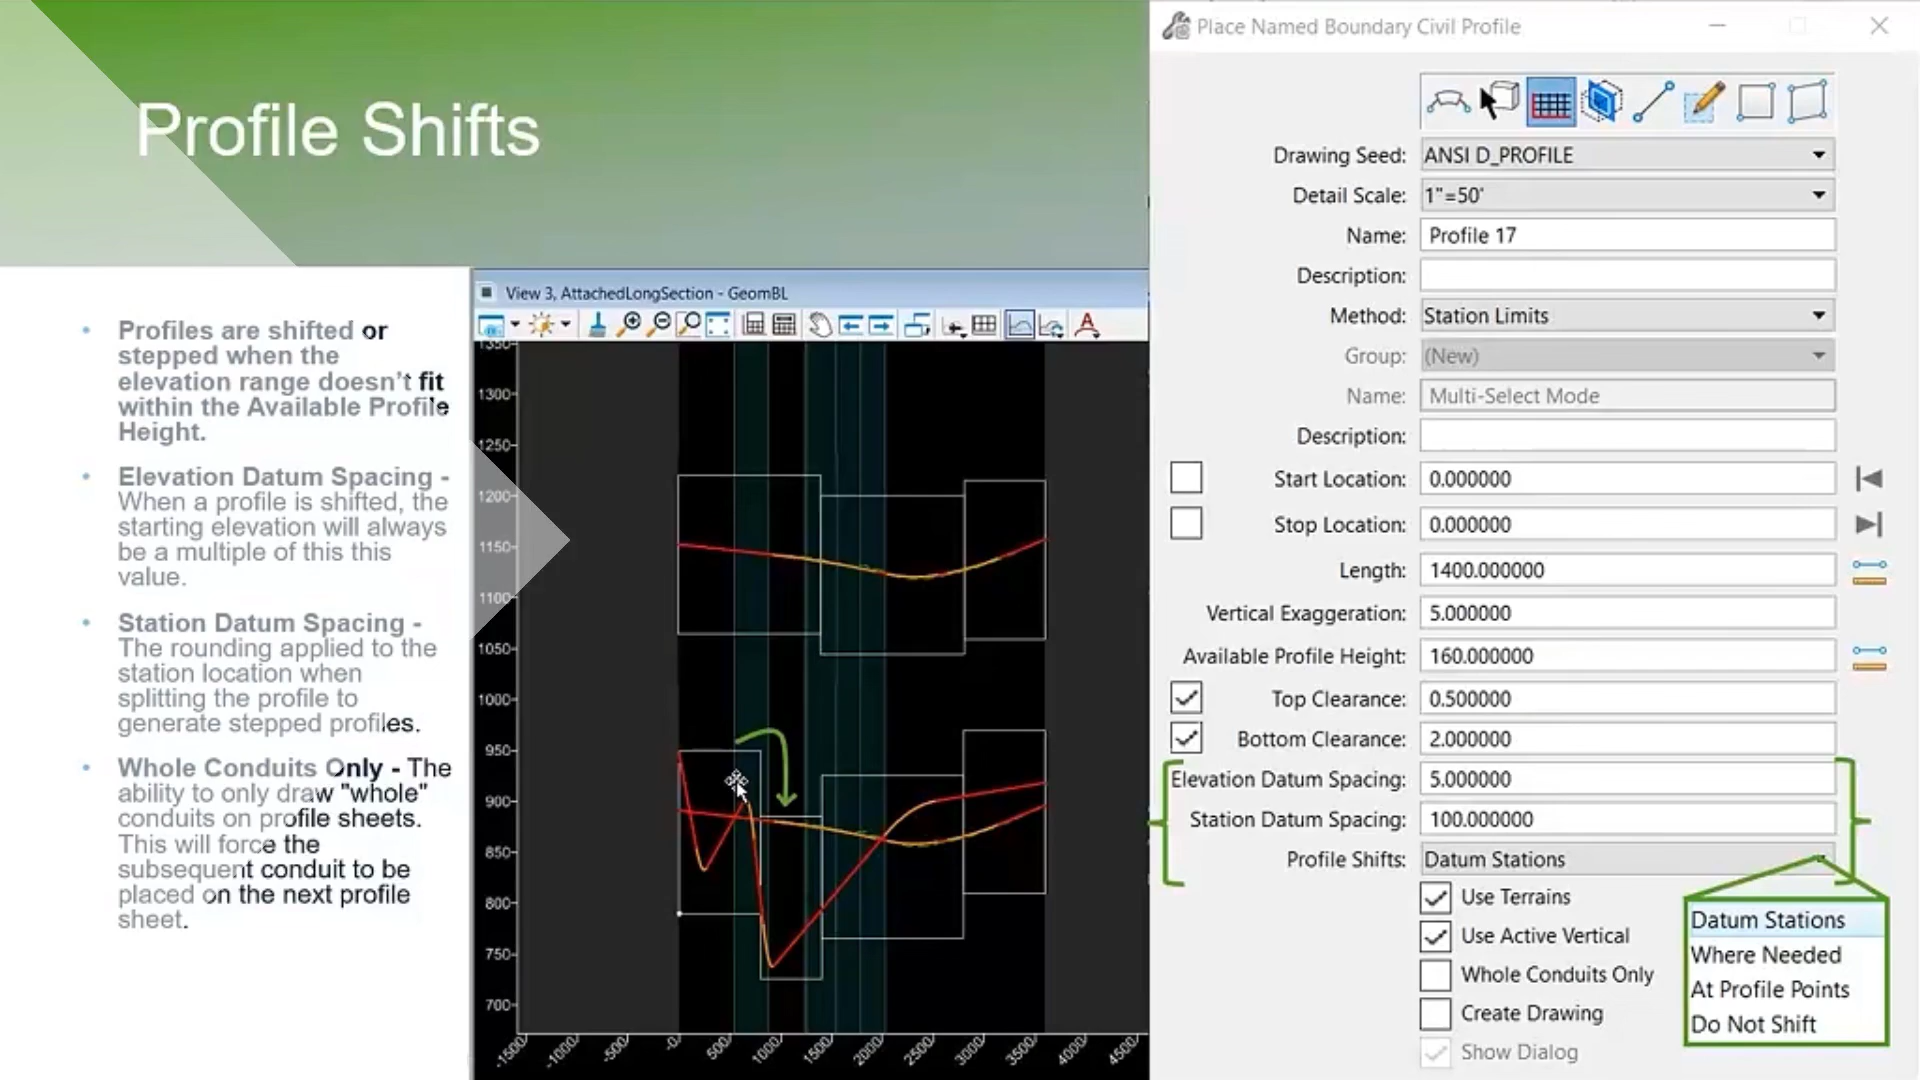 Profile Shifts
• Profiles are shifted or
stepped when the
elevation range doesn't fit
within the Available Profile
Height.
• Elevation Datum Spacing -
When a profile is shifted, the
starting elevation will always
be a multiple of this this
value.
• Station Datum Spacing -
The rounding applied to the
station location when
splitting the profile to
generate stepped profiles.
• Whole Conduits Only - The
ability to only draw "whole"
conduits on profile sheets.
This will force the
subsequent conduit to be
placed on the next profile
sheet.
View 3, AttachedLongSection - GeomBL
1350
1300
1250
1200
1150
1100
1050
1000
950
900
850
800
750
700
-1500
-1000
-500
-0
500
1000
1500
2000
2500
3000
3500
4000
4500
Place Named Boundary Civil Profile
Drawing Seed: ANSI D_PROFILE
Detail Scale: 1"=50'
Name: Profile 17
Description:
Method: Station Limits
Group: (New)
Name: Multi-Select Mode
Description:
Start Location: 0.000000
Stop Location: 0.000000
Length: 1400.000000
Vertical Exaggeration: 5.000000
Available Profile Height: 160.000000
Top Clearance: 0.500000
Bottom Clearance: 2.000000
Elevation Datum Spacing: 5.000000
Station Datum Spacing: 100.000000
Profile Shifts: Datum Stations
Use Terrains
Use Active Vertical
Whole Conduits Only
Create Drawing
Show Dialog
Datum Stations
Where Needed
At Profile Points
Do Not Shift